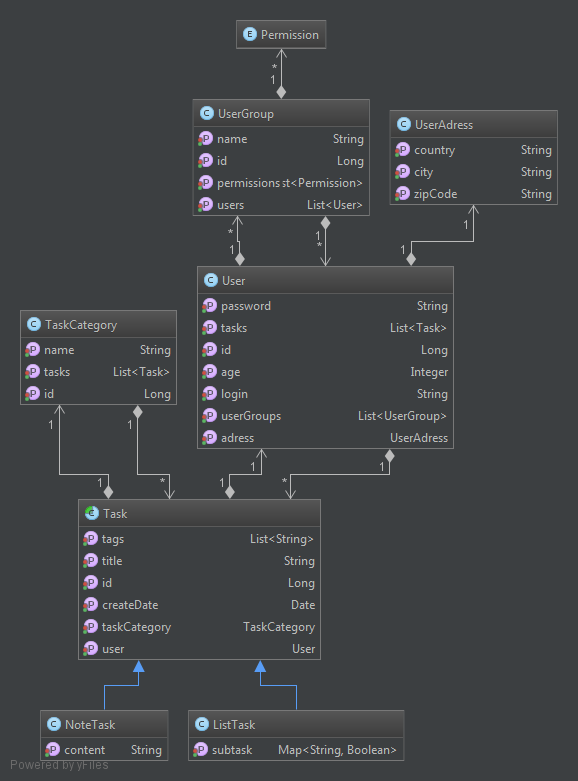 E Permission
*
1
C UserGroup
P name String
P id Long
P permissions st<Permission>
P users List<User>
C UserAdress
P country String
P city String
P zipCode String
* 1
1 *
1 1
C User
P password String
P tasks List<Task>
P id Long
P age Integer
P login String
P userGroups List<UserGroup>
P adress UserAdress
C TaskCategory
P name String
P tasks List<Task>
P id Long
1 1
1 *
1 1
1 *
C Task
P tags List<String>
P title String
P id Long
P createDate Date
P taskCategory TaskCategory
P user User
C NoteTask
P content String
C ListTask
P subtask Map<String, Boolean>
Powered by yFiles